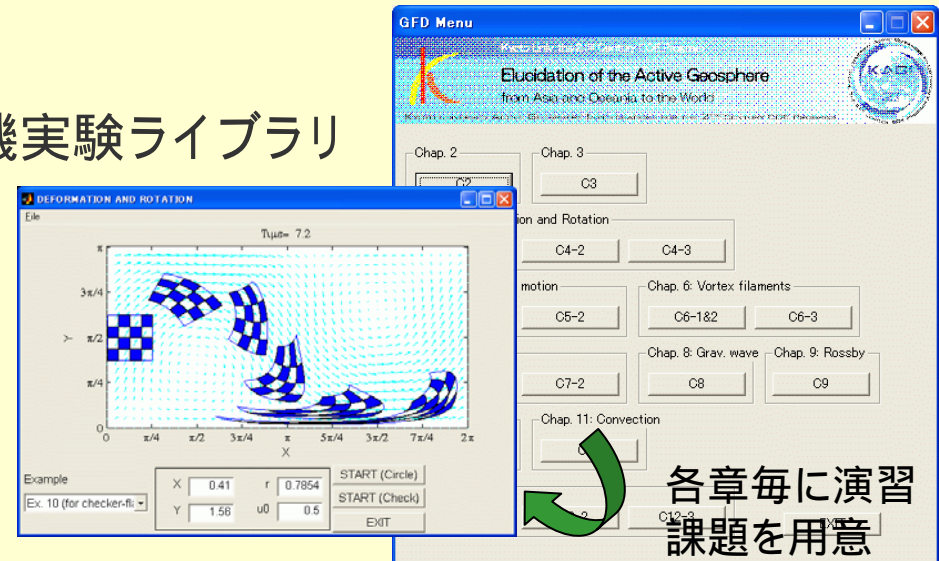 機実験ライブラリ
GFD Menu
Elucidation of the Active Geosphere
from Asia and Oceania to the World
KAGI
21
Chap. 2
Chap. 3
C2
C3
ion and Rotation
C4-2
C4-3
motion
Chap. 6: Vortex filaments
C5-2
C6-1&2
C6-3
Chap. 8: Grav. wave
Chap. 9: Rossby
C7-2
C8
C9
Chap. 11: Convection
C12-3
DEFORMATION AND ROTATION
File
Τιμε= 7.2
π
3π/4
π/2
π/4
0
Y
0 π/4 π/2 3π/4 π 5π/4 3π/2 7π/4 2π
X
Example
Ex. 10 (for checker-fl
X 0.41 r 0.7854
Y 1.56 u0 0.5
START (Circle)
START (Check)
EXIT
各章毎に演習
課題を用意